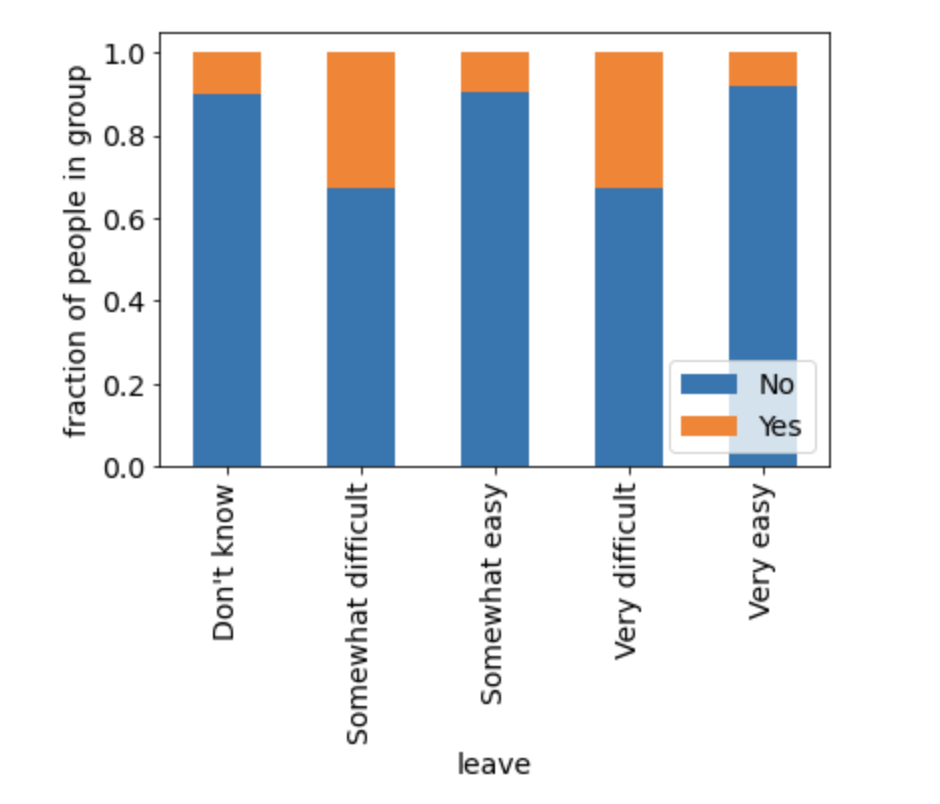 fraction of people in group
1.0
0.8
0.6
0.4
0.2
0.0
No
Yes
Don't know
Somewhat difficult
Somewhat easy
Very difficult
Very easy
leave